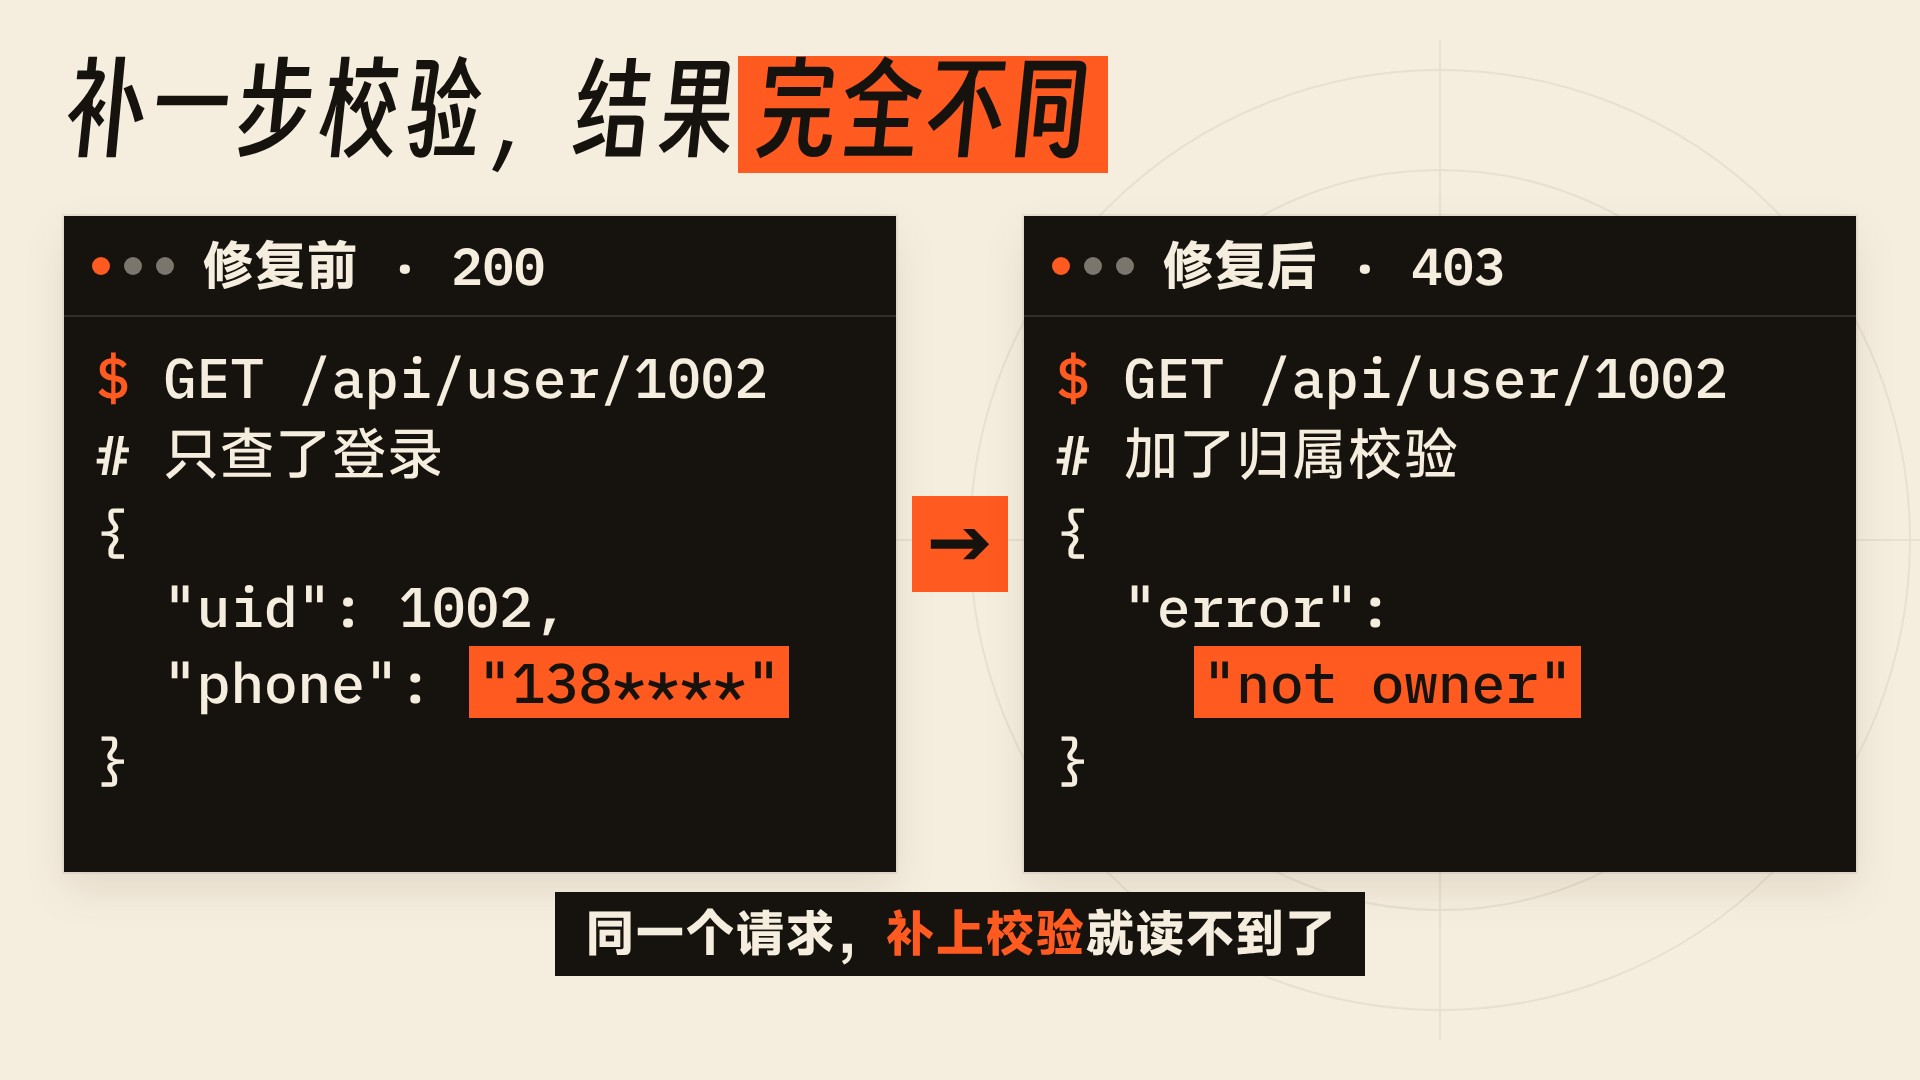 补一步校验，结果完全不同
修复前 · 200
$ GET /api/user/1002
# 只查了登录
{
"uid": 1002,
"phone": "138****"
}
→
修复后 · 403
$ GET /api/user/1002
# 加了归属校验
{
"error":
"not owner"
}
同一个请求，补上校验就读不到了